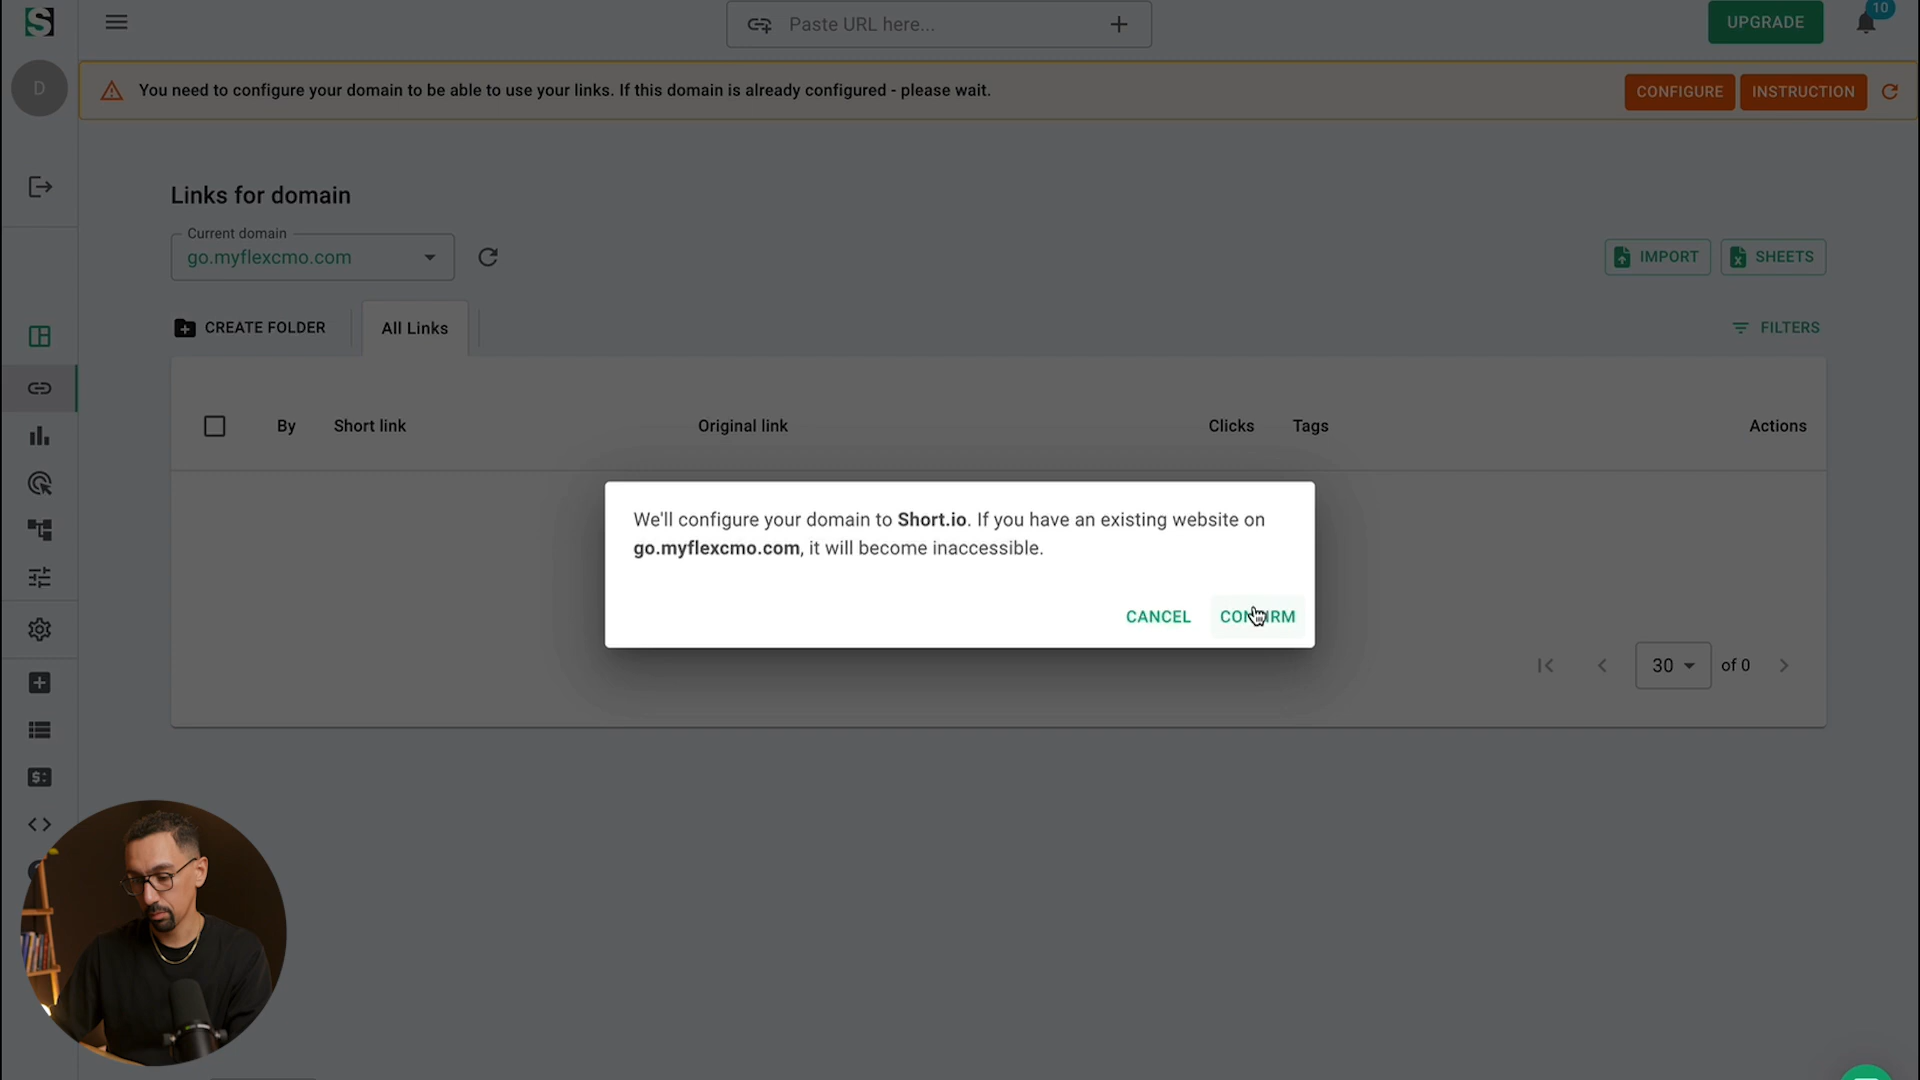 S
Paste URL here...
UPGRADE
10
D
You need to configure your domain to be able to use your links. If this domain is already configured - please wait.
CONFIGURE
INSTRUCTION
Links for domain
Current domain
go.myflexcmo.com
IMPORT
SHEETS
CREATE FOLDER
All Links
FILTERS
By
Short link
Original link
Clicks
Tags
Actions
We'll configure your domain to Short.io. If you have an existing website on
go.myflexcmo.com, it will become inaccessible.
CANCEL
CONFIRM
30
of 0